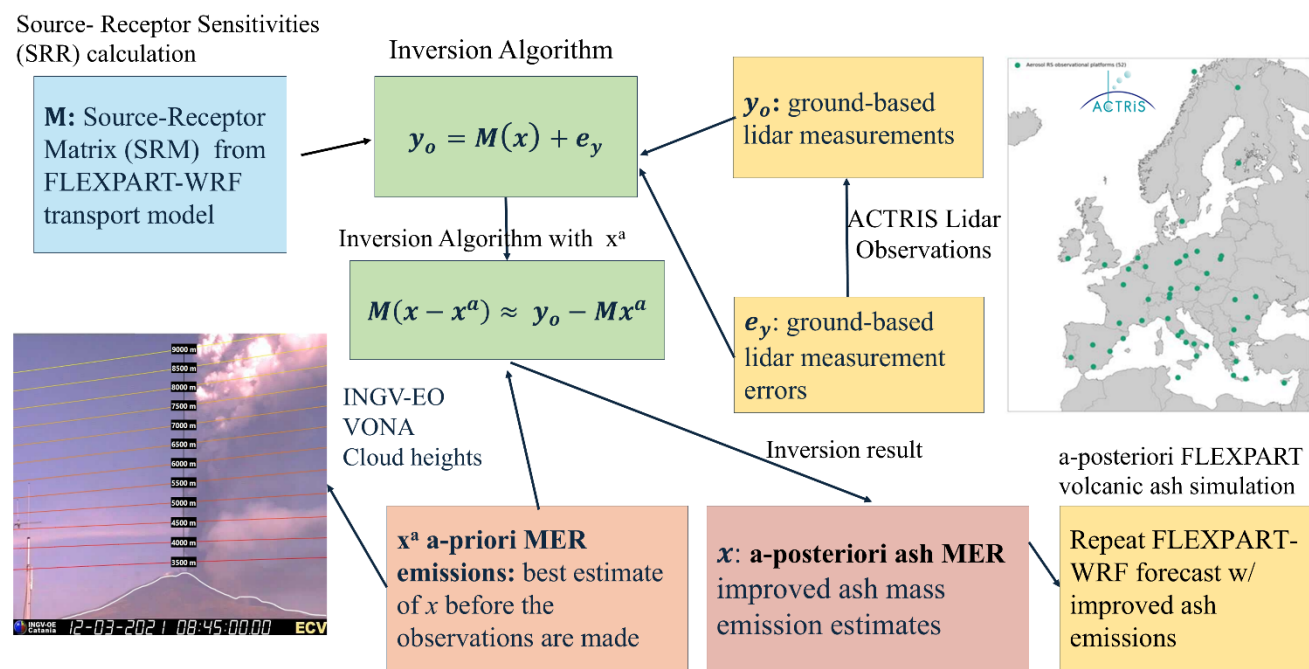 Source- Receptor Sensitivities
(SRR) calculation
M: Source-Receptor
Matrix (SRM) from
FLEXPART-WRF
transport model
Inversion Algorithm
y_o = M(x) + e_y
Inversion Algorithm with x^a
M(x − x^a) ≈ y_o − Mx^a
y_o: ground-based
lidar measurements
ACTRIS Lidar
Observations
e_y: ground-based
lidar measurement
errors
Aerosol RS observational platforms (52)
ACTRiS
9000 m
8500 m
8000 m
7500 m
7000 m
6500 m
6000 m
5500 m
5000 m
4500 m
4000 m
3500 m
INGV-OE
Catania
12-03-2021 08:45:00.00
ECV
INGV-EO
VONA
Cloud heights
x^a a-priori MER
emissions: best estimate
of x before the
observations are made
Inversion result
x: a-posteriori ash MER
improved ash mass
emission estimates
a-posteriori FLEXPART
volcanic ash simulation
Repeat FLEXPART-
WRF forecast w/
improved ash
emissions